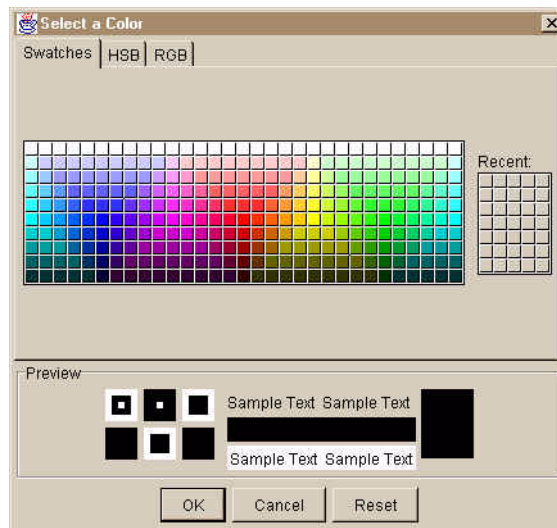 Select a Color
Swatches HSB RGB
Recent:
Preview
Sample Text Sample Text
Sample Text Sample Text
OK Cancel Reset